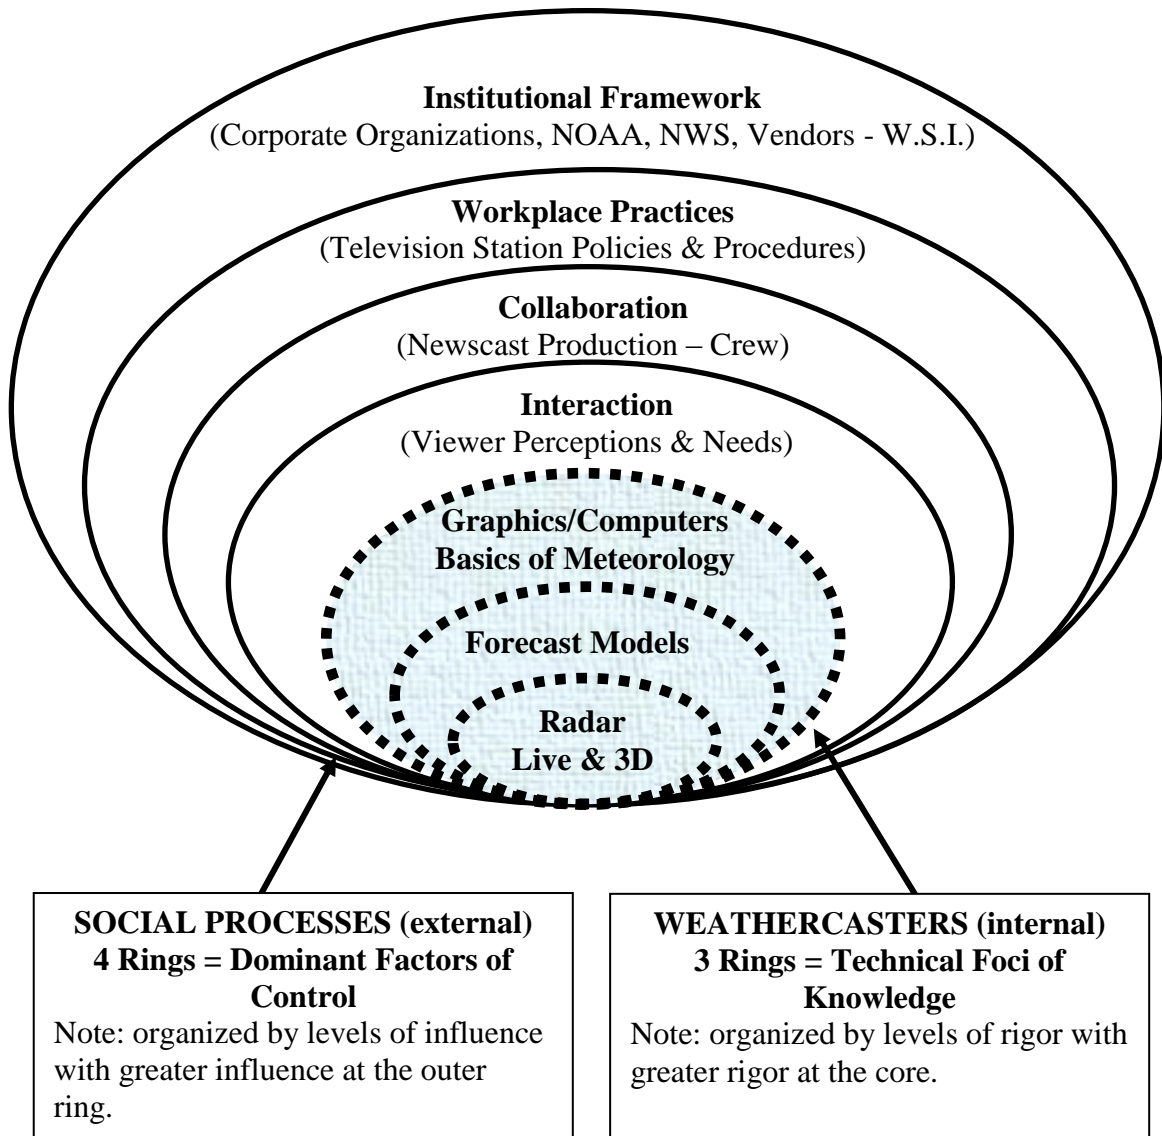 Institutional Framework
(Corporate Organizations, NOAA, NWS, Vendors - W.S.I.)
Workplace Practices
(Television Station Policies & Procedures)
Collaboration
(Newscast Production – Crew)
Interaction
(Viewer Perceptions & Needs)
Graphics/Computers
Basics of Meteorology
Forecast Models
Radar
Live & 3D
SOCIAL PROCESSES (external)
4 Rings = Dominant Factors of
Control
Note: organized by levels of influence
with greater influence at the outer
ring.
WEATHERCASTERS (internal)
3 Rings = Technical Foci of
Knowledge
Note: organized by levels of rigor with
greater rigor at the core.